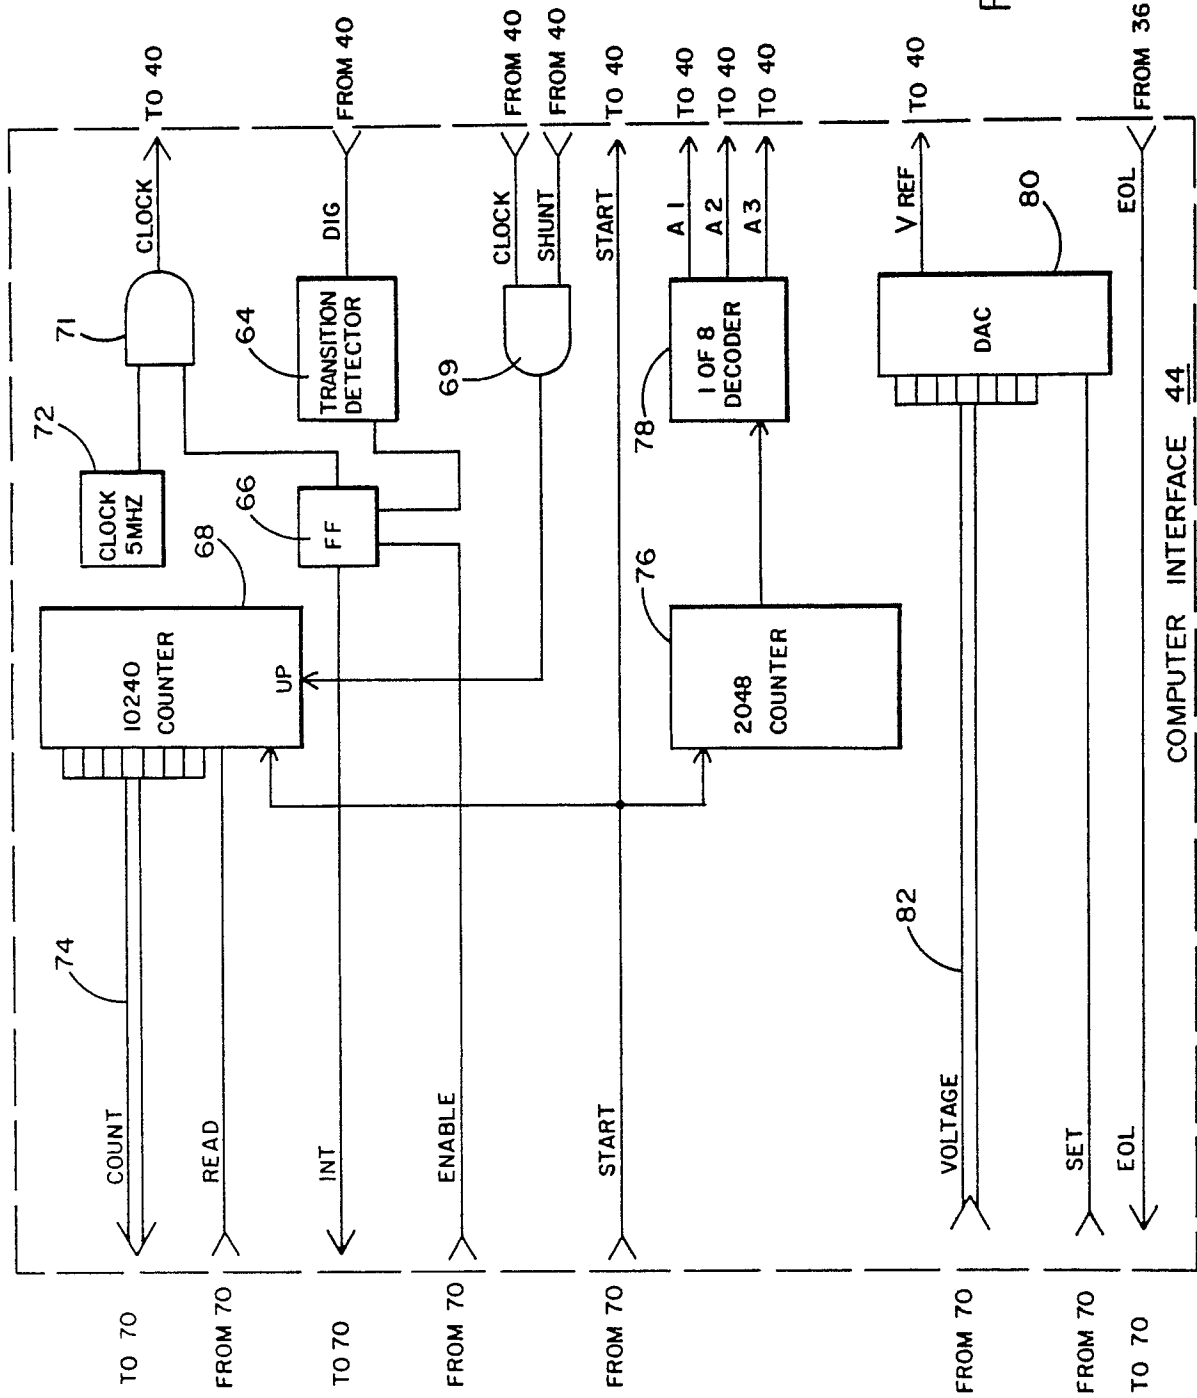 TO 70
COUNT
74
FROM 70
READ
TO 70
INT
FROM 70
ENABLE
FROM 70
START
FROM 70
VOLTAGE
82
FROM 70
SET
TO 70
EOL
10240
COUNTER
UP
68
CLOCK
5MHZ
72
71
CLOCK
TO 40
FF
66
TRANSITION
DETECTOR
64
DIG
FROM 40
69
CLOCK
FROM 40
SHUNT
FROM 40
START
TO 40
2048
COUNTER
76
1 OF 8
DECODER
78
A 1
TO 40
A 2
TO 40
A 3
TO 40
DAC
80
V REF
TO 40
EOL
FROM 36
COMPUTER INTERFACE 44